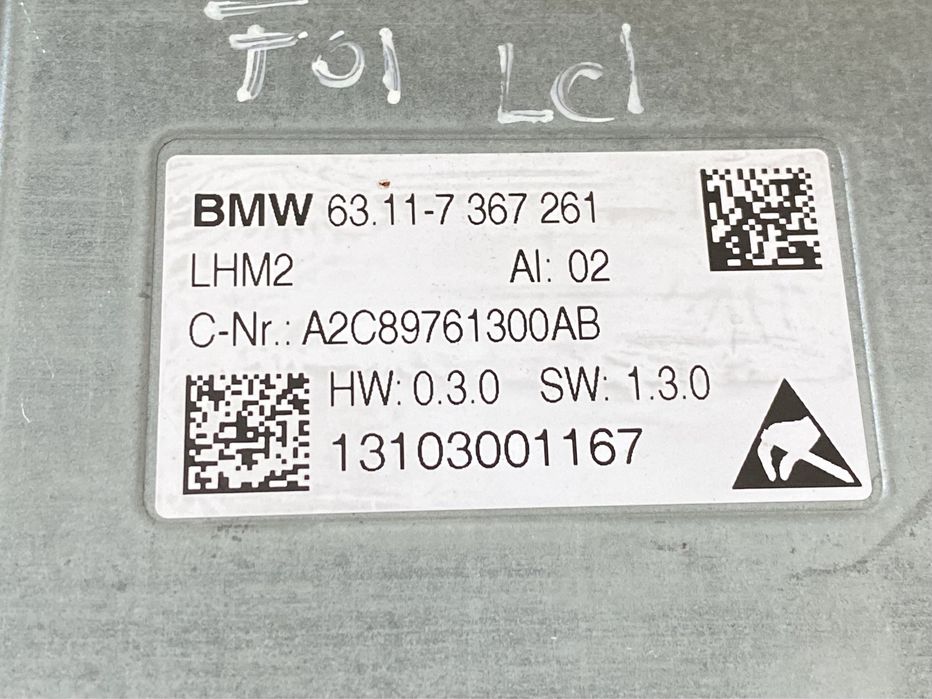 F01 LCI
BMW 63.11-7 367 261
LHM2 AI: 02
C-Nr.: A2C89761300AB
HW: 0.3.0 SW: 1.3.0
13103001167